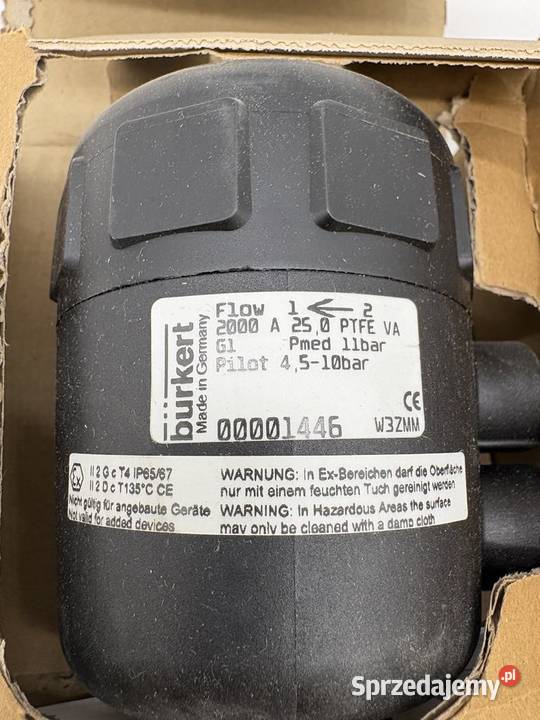 bürkert
Made in Germany
Flow 1 ← 2
2000 A 25,0 PTFE VA
G1 Pmed 11bar
Pilot 4,5-10bar
00001446 W3ZMM
CE
Ex II 2 G c T4 IP65/67
II 2 D c T135°C CE
Nicht gültig für angebaute Geräte
Not valid for added devices
WARNUNG: In Ex-Bereichen darf die Oberfläche
nur mit einem feuchten Tuch gereinigt werden
WARNING: In Hazardous Areas the surface
may only be cleaned with a damp cloth
Sprzedajemy.pl